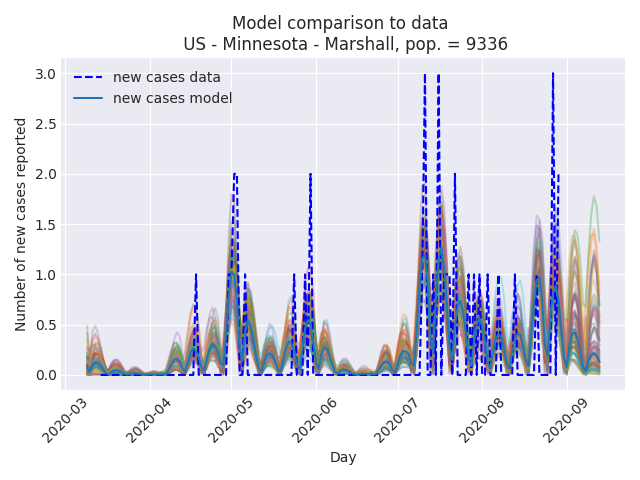 Model comparison to data
US - Minnesota - Marshall, pop. = 9336
new cases data
new cases model
Number of new cases reported
3.0
2.5
2.0
1.5
1.0
0.5
0.0
2020-03
2020-04
2020-05
2020-06
2020-07
2020-08
2020-09
Day